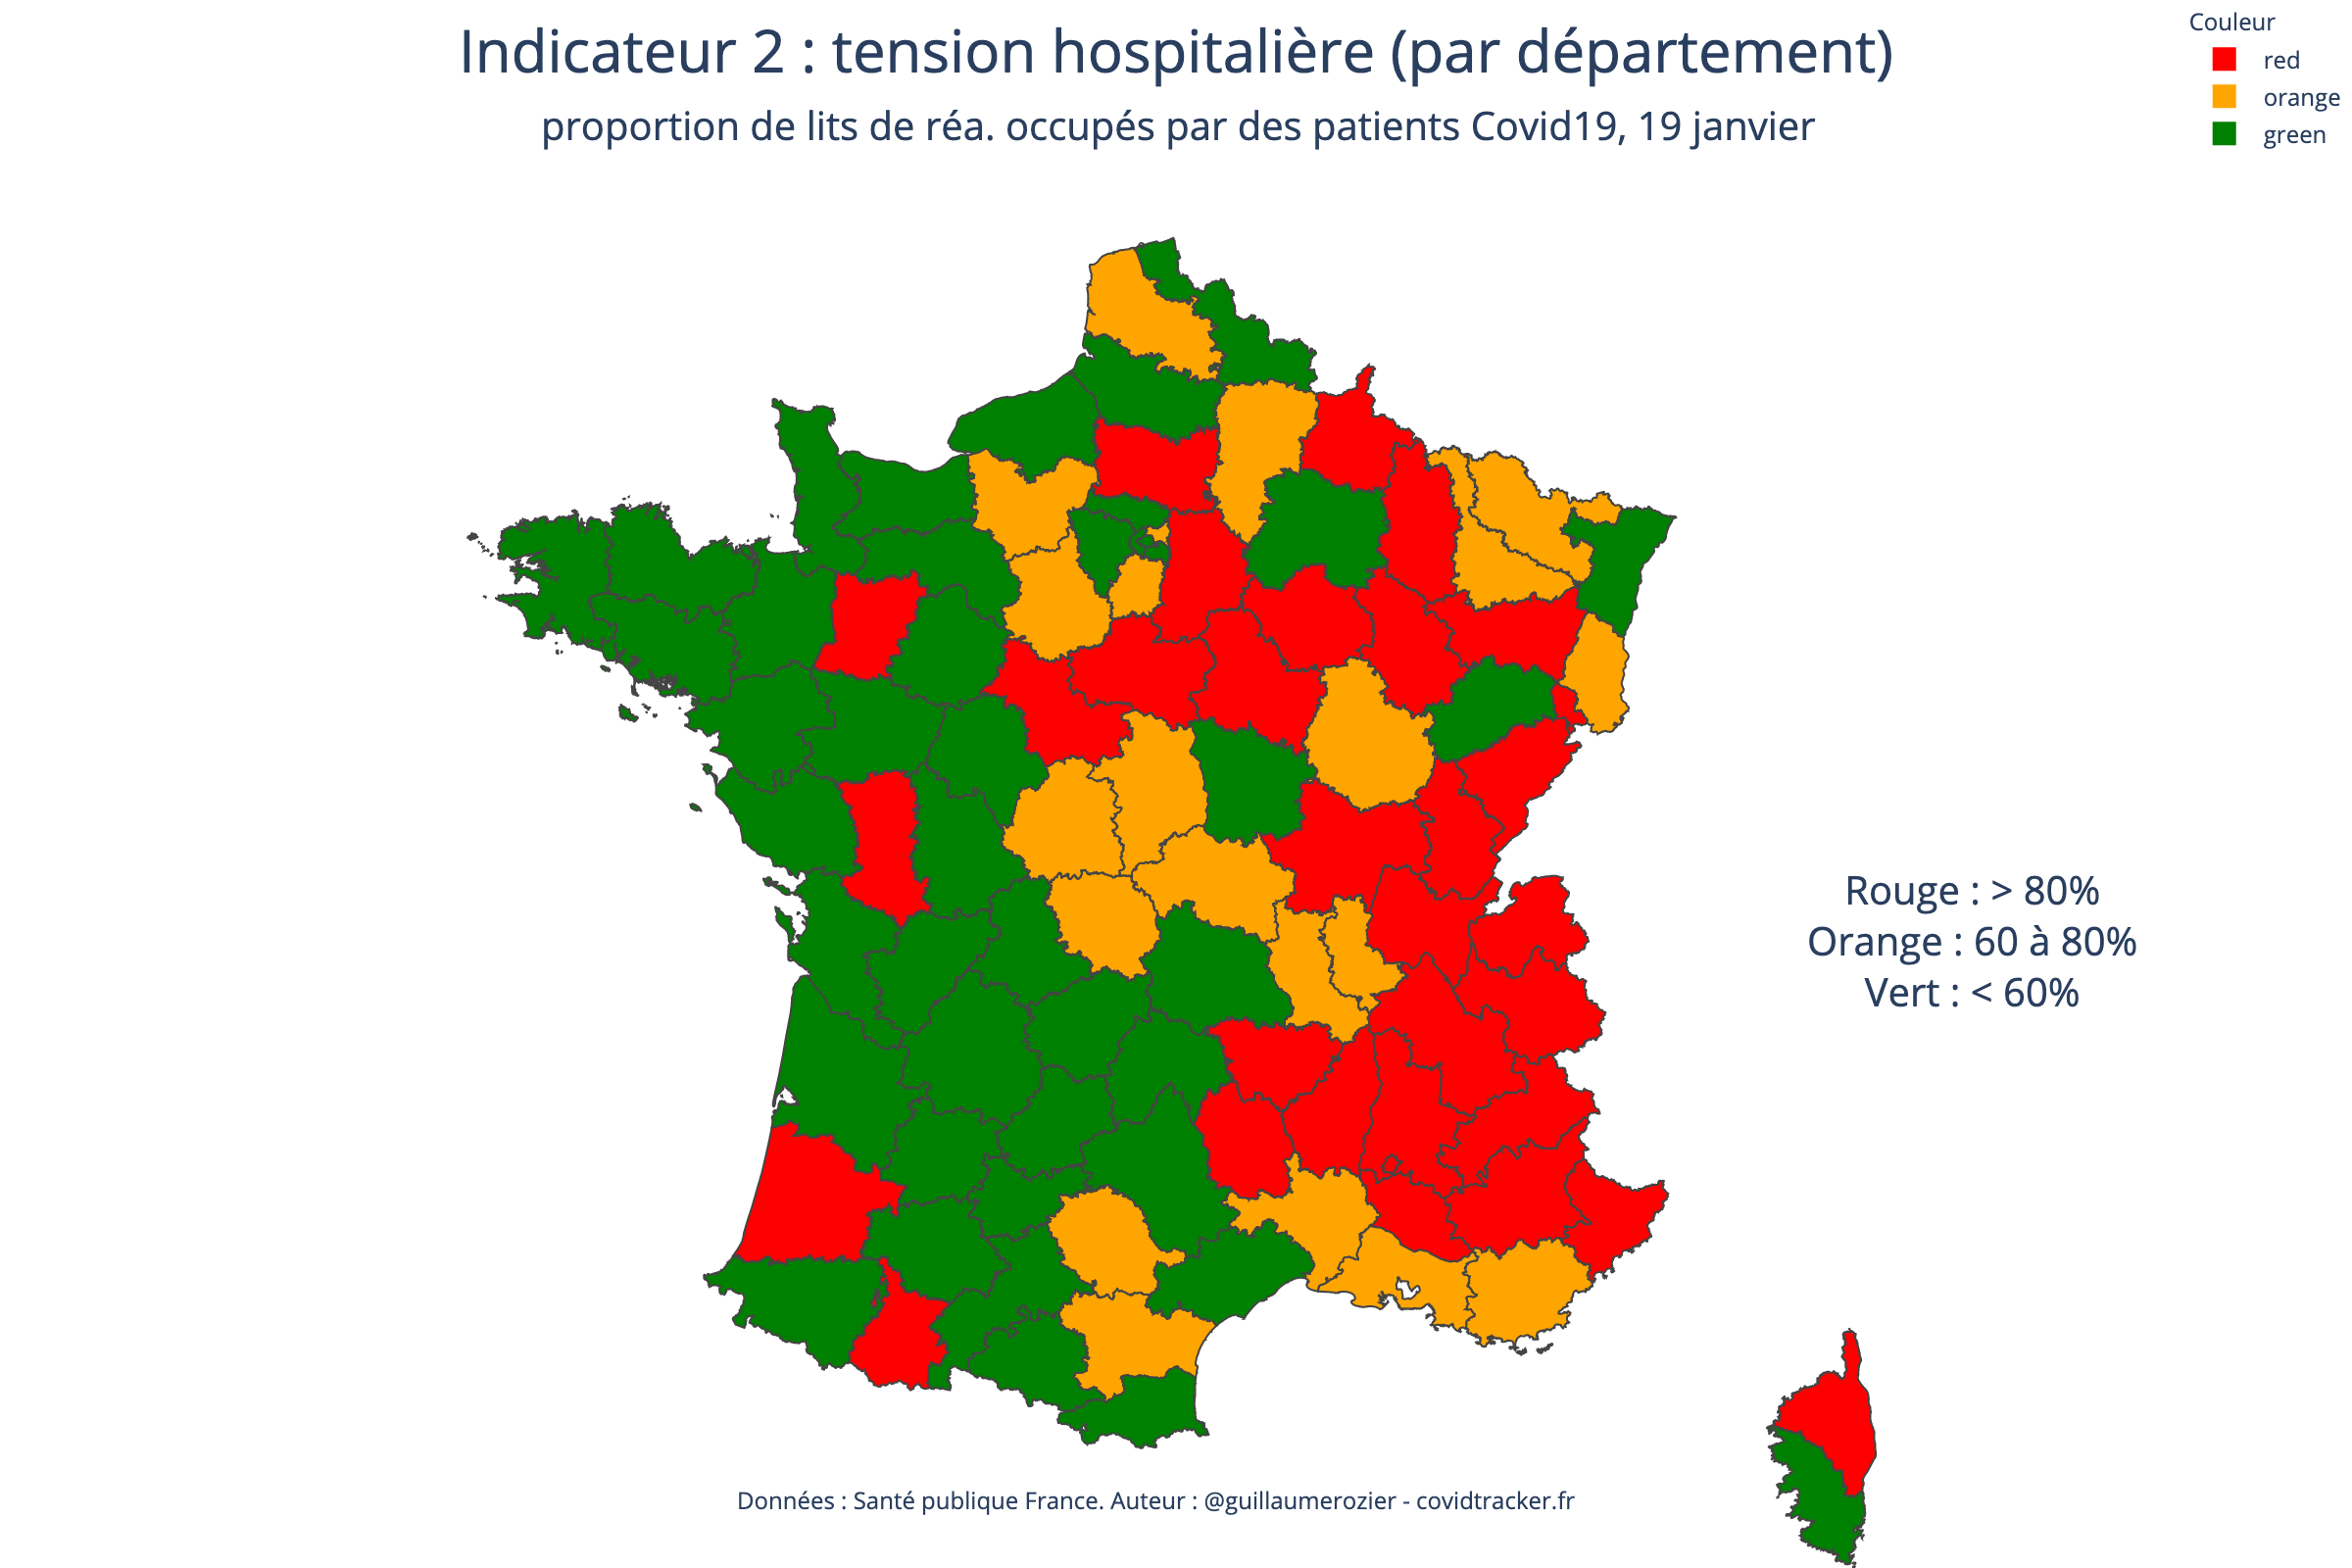 Indicateur 2 : tension hospitalière (par département)
proportion de lits de réa. occupés par des patients Covid19, 19 janvier
Couleur
red
orange
green
Rouge : > 80%
Orange : 60 à 80%
Vert : < 60%
Données : Santé publique France. Auteur : @guillaumerozier - covidtracker.fr